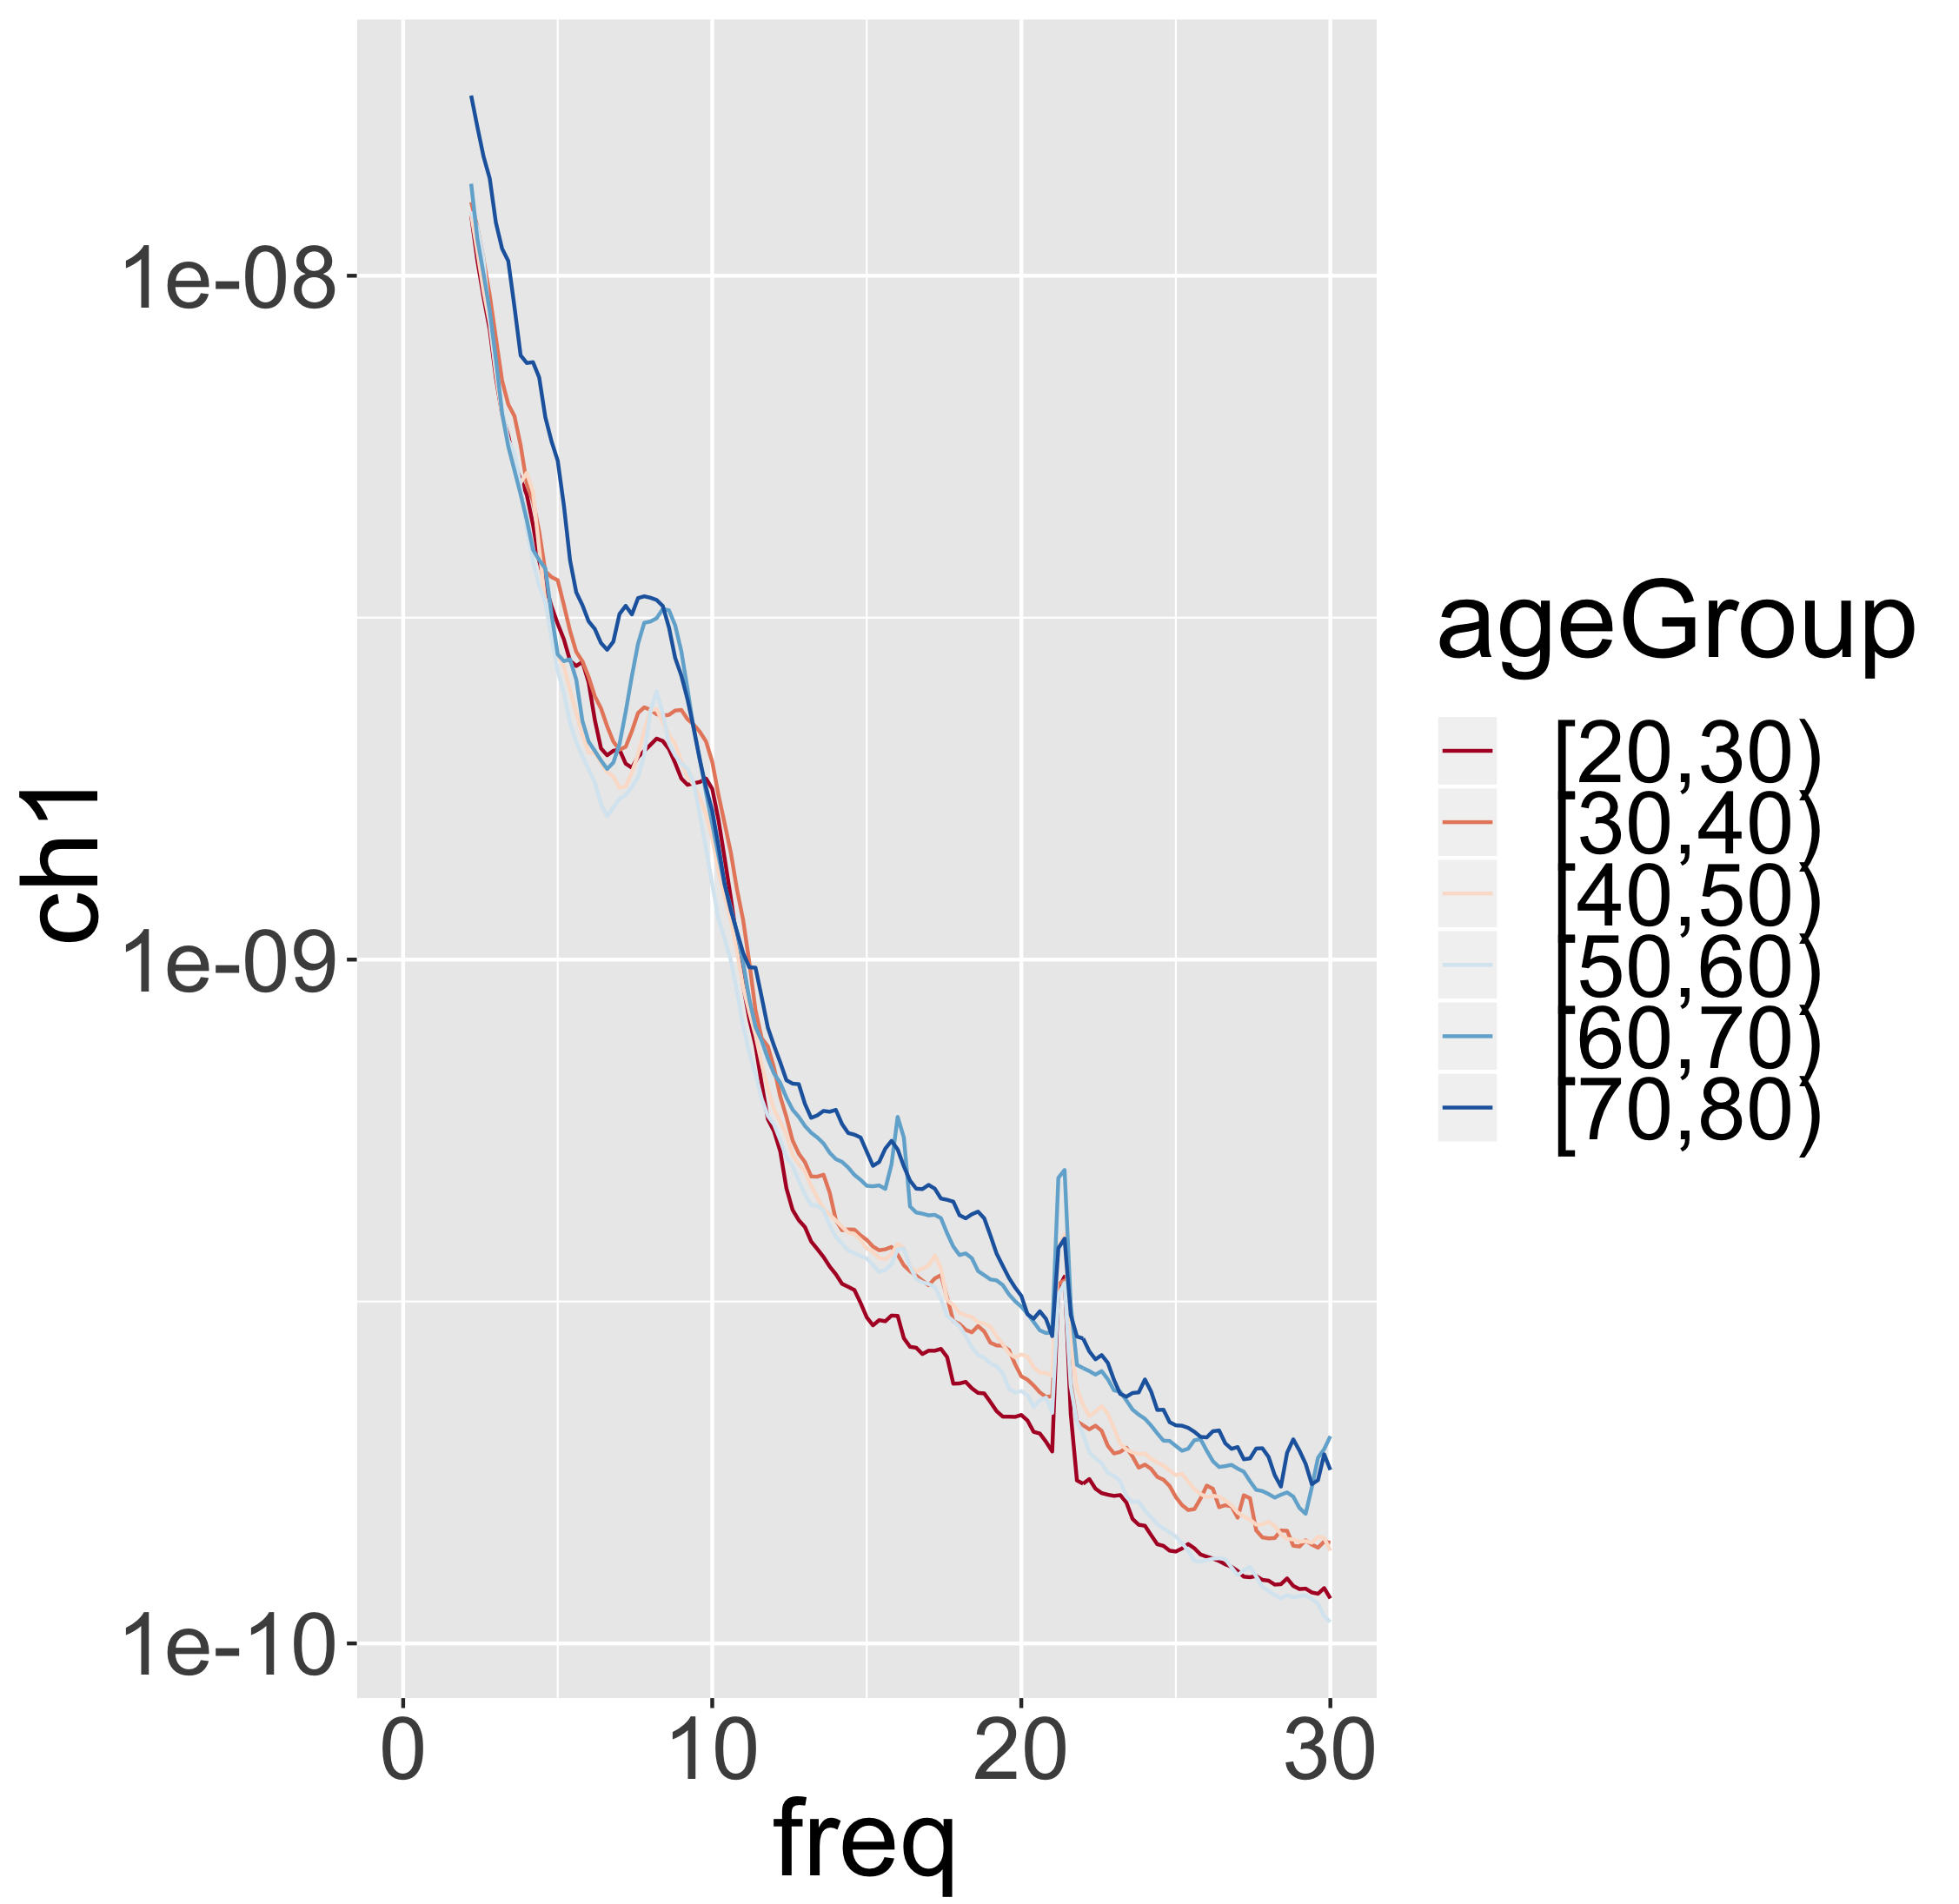 ch1
1e-08
1e-09
1e-10
0 10 20 30
freq
ageGroup
[20,30)
[30,40)
[40,50)
[50,60)
[60,70)
[70,80)